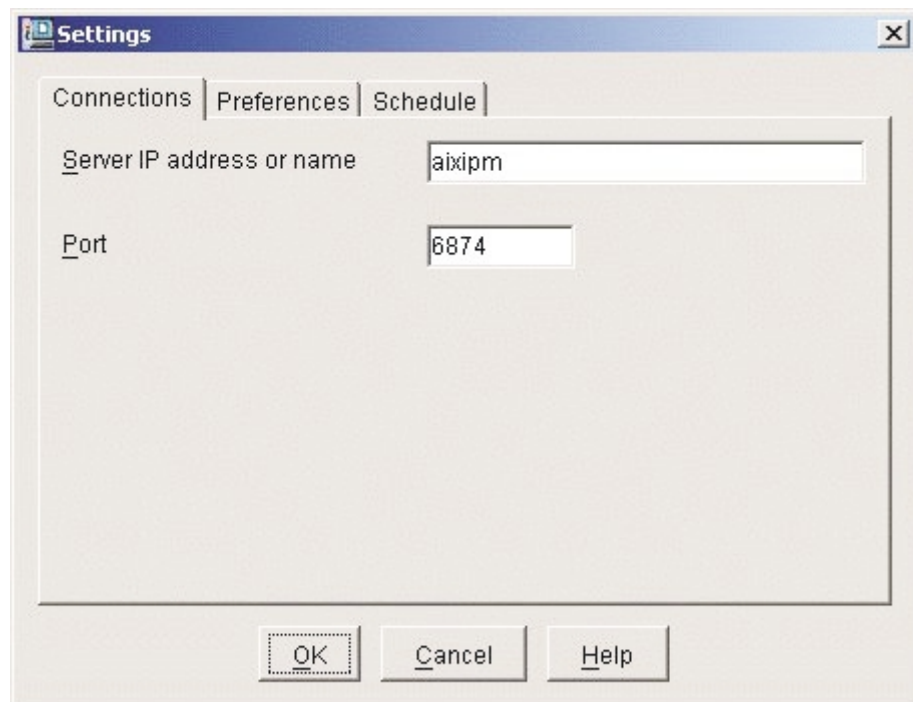 Settings
Connections Preferences Schedule
Server IP address or name aixipm
Port 6874
OK Cancel Help